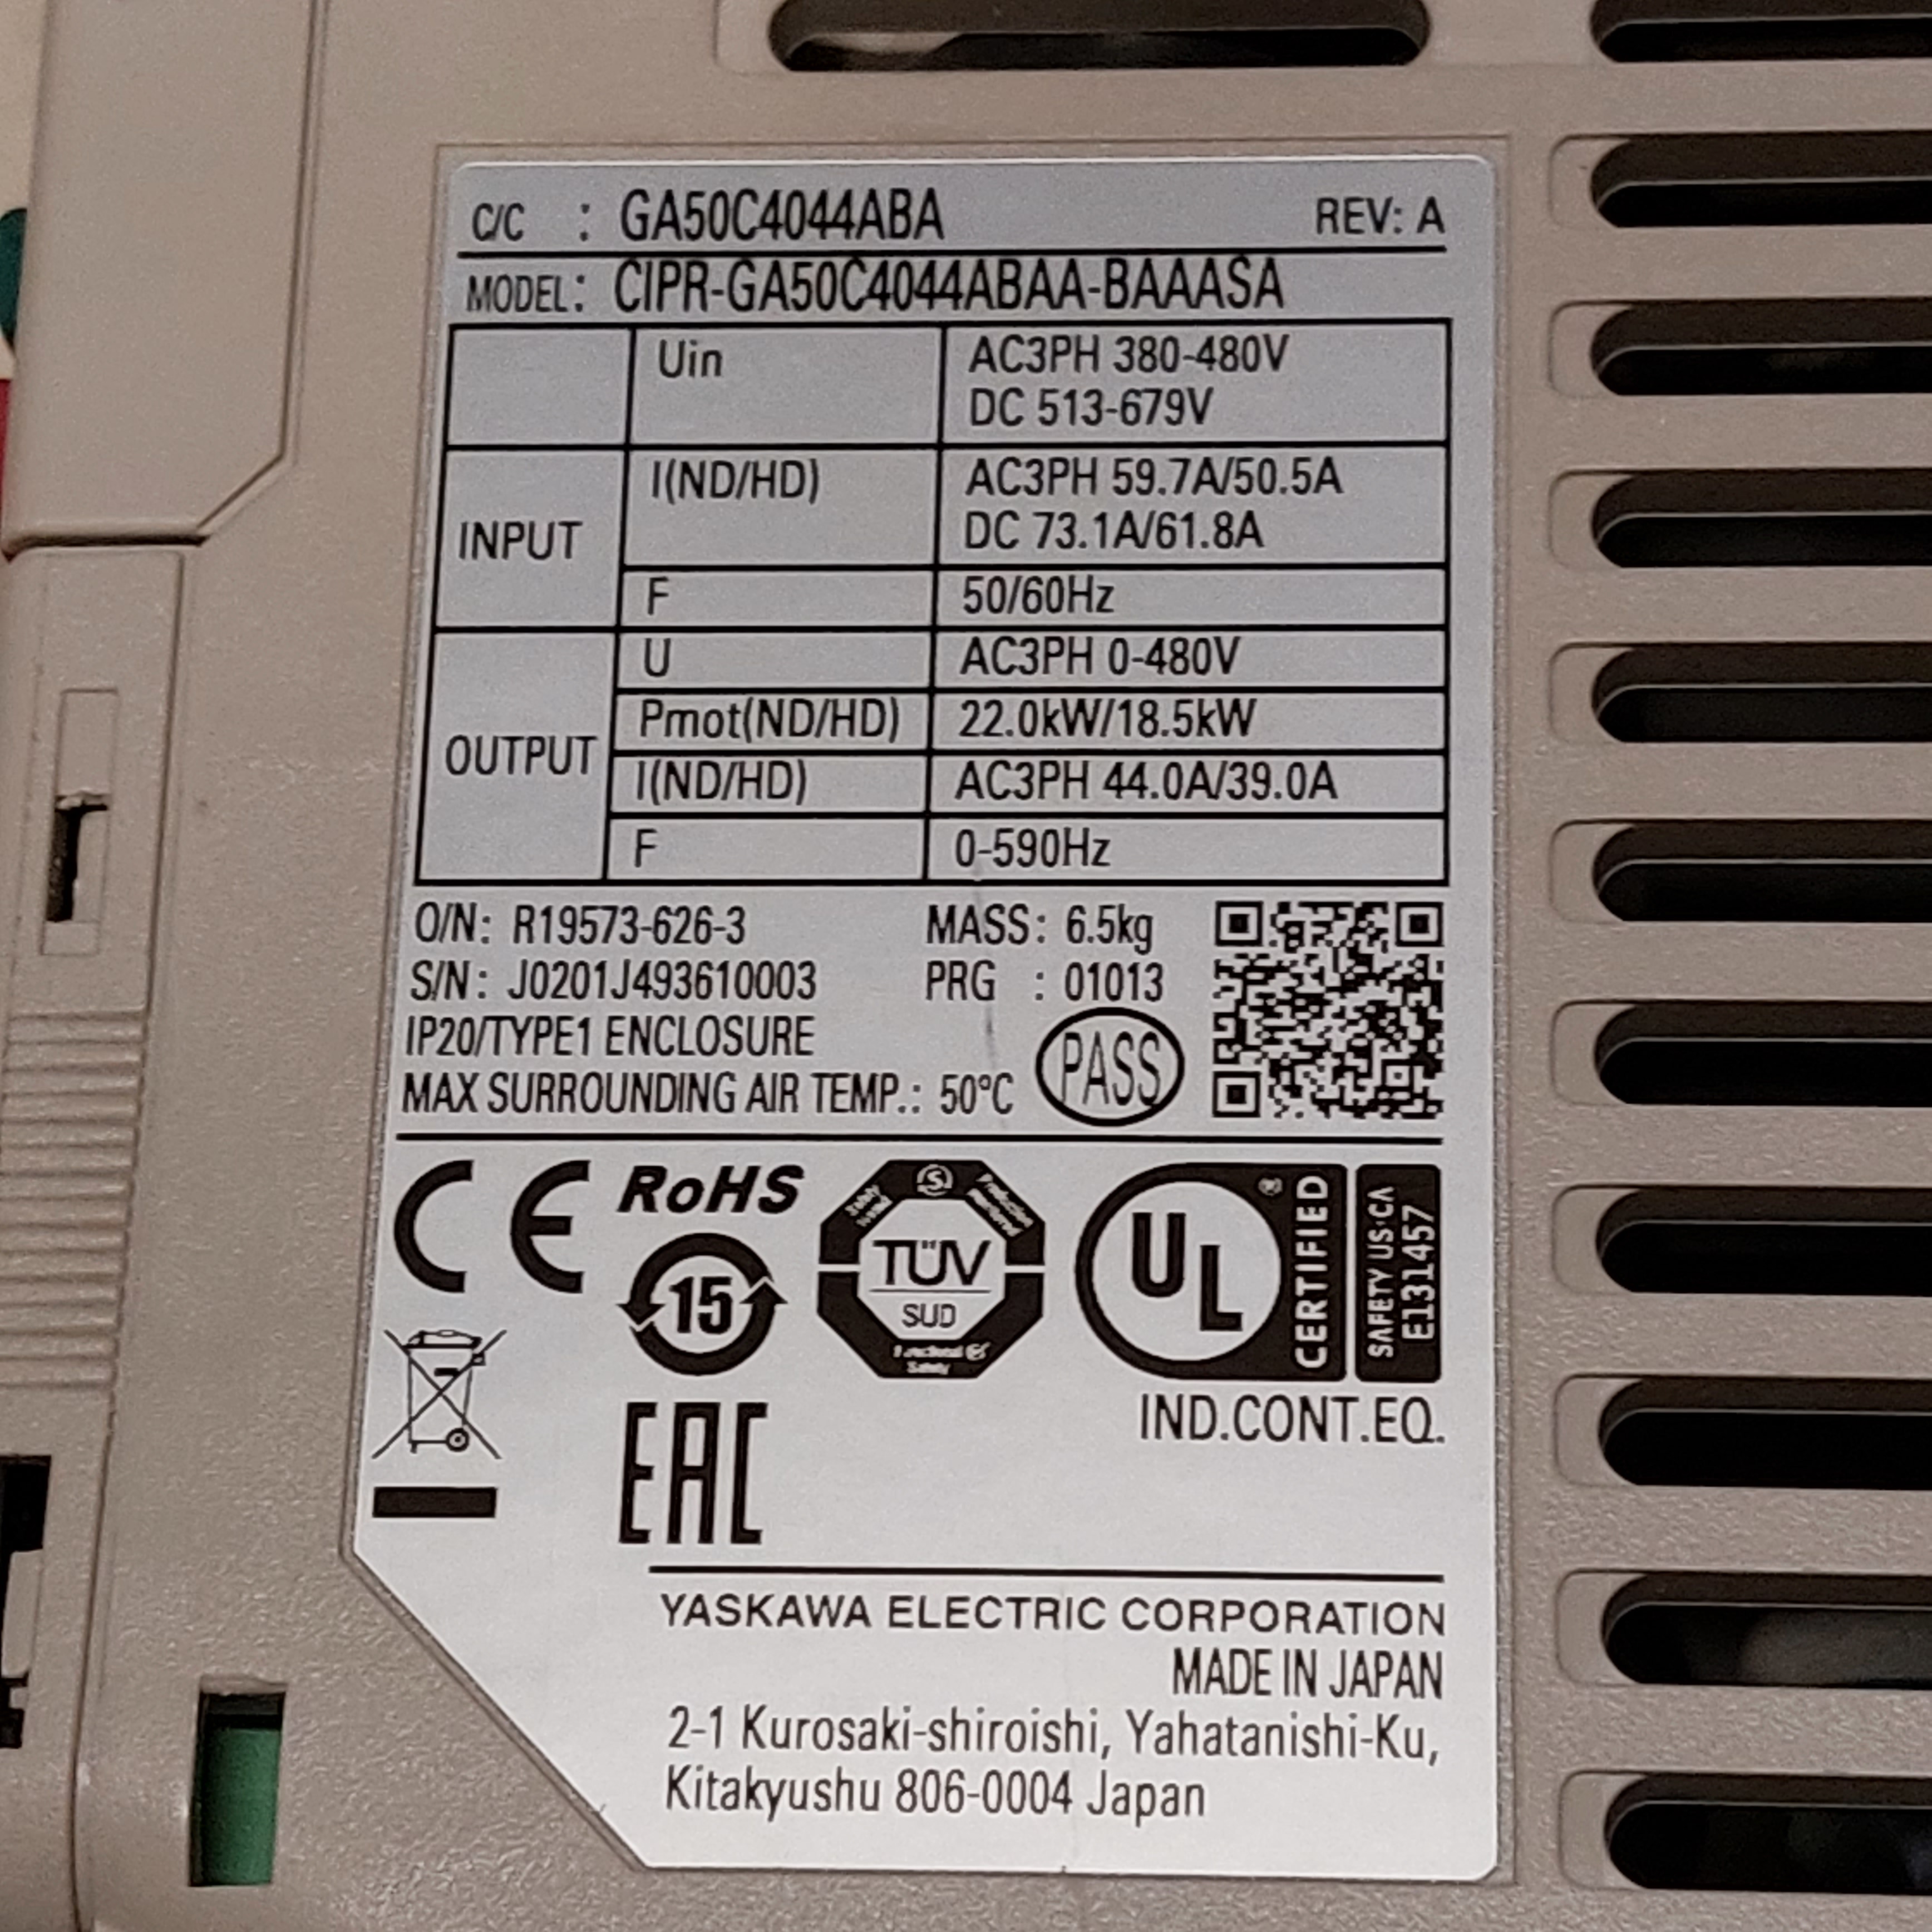 C/C : GA50C4044ABA REV: A
MODEL: CIPR-GA50C4044ABAA-BAAASA
Uin AC3PH 380-480V
DC 513-679V
INPUT I(ND/HD) AC3PH 59.7A/50.5A
DC 73.1A/61.8A
F 50/60Hz
OUTPUT U AC3PH 0-480V
Pmot(ND/HD) 22.0kW/18.5kW
I(ND/HD) AC3PH 44.0A/39.0A
F 0-590Hz
O/N: R19573-626-3 MASS: 6.5kg
S/N: J0201J493610003 PRG : 01013
IP20/TYPE1 ENCLOSURE
MAX SURROUNDING AIR TEMP.: 50°C PASS
CE RoHS
15
TÜV
SUD
Functional
Safety
UL
®
CERTIFIED
SAFETY US·CA
E131457
EAC
IND.CONT.EQ.
YASKAWA ELECTRIC CORPORATION
MADE IN JAPAN
2-1 Kurosaki-shiroishi, Yahatanishi-Ku,
Kitakyushu 806-0004 Japan